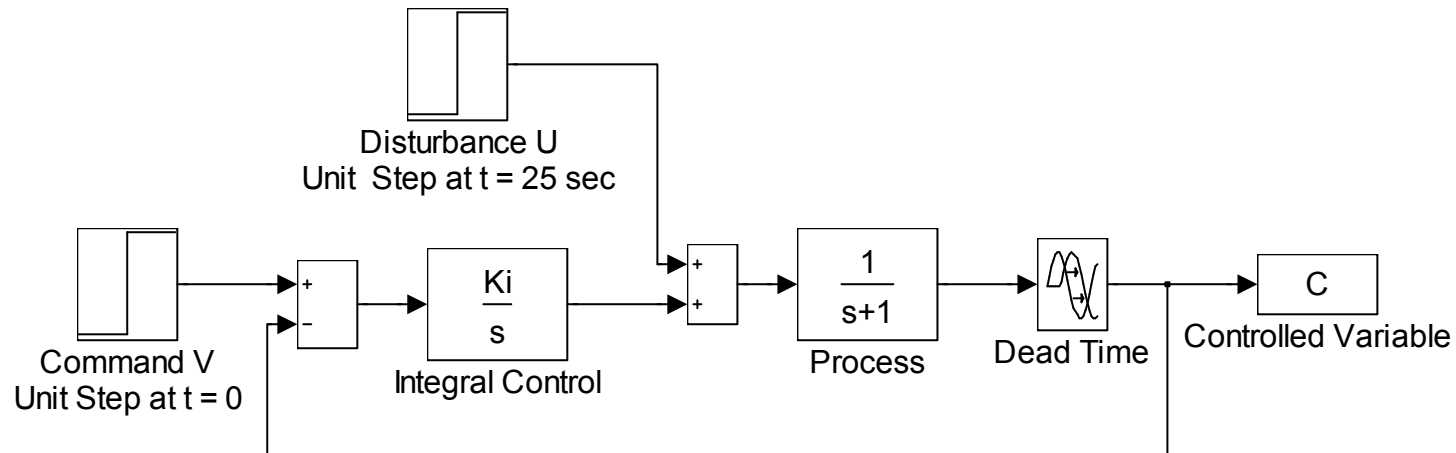 Disturbance U
Unit Step at t = 25 sec
Command V
Unit Step at t = 0
+
−
Ki
s
Integral Control
+
+
1
s+1
Process
Dead Time
C
Controlled Variable